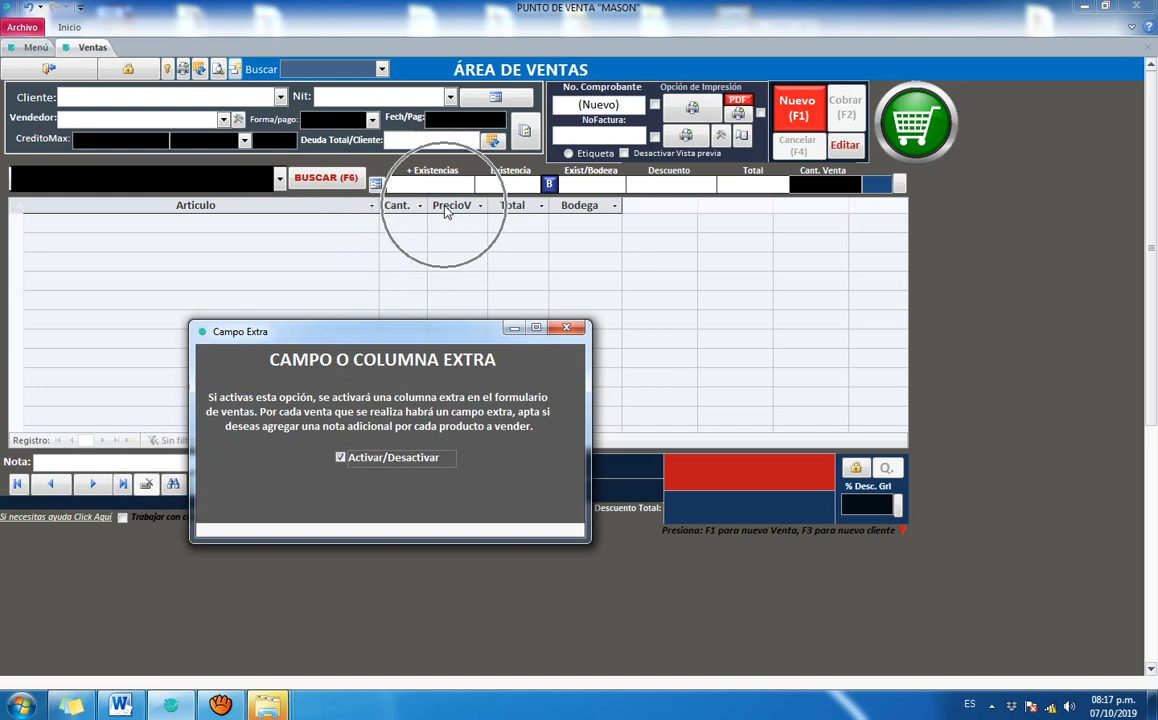 PUNTO DE VENTA "MASON"
Archivo
Inicio
Menú
Ventas
Buscar
ÁREA DE VENTAS
Cliente:
Nit:
Vendedor:
Forma/pago:
Fech/Pag:
CreditoMax:
Deuda Total/Cliente:
No. Comprobante
(Nuevo)
NoFactura:
Opción de Impresión
PDF
Etiqueta
Desactivar Vista previa
Nuevo (F1)
Cobrar (F2)
Cancelar (F4)
Editar
BUSCAR (F6)
+ Existencias
Existencia
B
Exist/Bodega
Descuento
Total
Cant. Venta
Articulo
Cant.
PrecioV
Total
Bodega
Campo Extra
CAMPO O COLUMNA EXTRA
Si activas esta opción, se activará una columna extra en el formulario
de ventas. Por cada venta que se realiza habrá un campo extra, apta si
deseas agregar una nota adicional por cada producto a vender.
Activar/Desactivar
Registro:
Sin filt
Nota:
Q.
% Desc. Grl
Descuento Total:
Si necesitas ayuda Click Aquí
Trabajar con c
Presiona: F1 para nueva Venta, F3 para nuevo cliente
ES
08:17 p.m.
07/10/2019